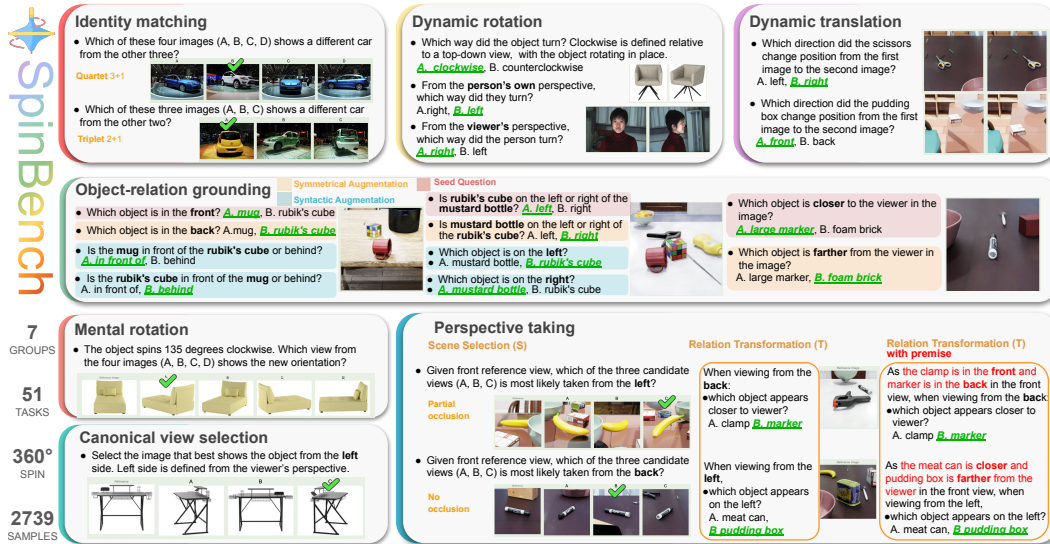 SpinBench
7
GROUPS
51
TASKS
360°
SPIN
2739
SAMPLES
Identity matching
• Which of these four images (A, B, C, D) shows a different car
from the other three?
Quartet 3+1
• Which of these three images (A, B, C) shows a different car
from the other two?
Triplet 2+1
A
B
C
Dynamic rotation
• Which way did the object turn? Clockwise is defined relative
to a top-down view, with the object rotating in place.
A. clockwise, B. counterclockwise
• From the person's own perspective,
which way did they turn?
A.right, B. left
• From the viewer's perspective,
which way did the person turn?
A. right, B. left
Dynamic translation
• Which direction did the scissors
change position from the first
image to the second image?
A. left, B. right
• Which direction did the pudding
box change position from the first
image to the second image?
A. front, B. back
Object-relation grounding
Symmetrical Augmentation
Seed Question
Syntactic Augmentation
• Which object is in the front? A. mug, B. rubik's cube
• Which object is in the back? A.mug, B. rubik's cube
• Is the mug in front of the rubik's cube or behind?
A. in front of, B. behind
• Is the rubik's cube in front of the mug or behind?
A. in front of, B. behind
• Is rubik's cube on the left or right of the
mustard bottle? A. left, B. right
• Is mustard bottle on the left or right of
the rubik's cube? A. left, B. right
• Which object is on the left?
A. mustard bottle, B. rubik's cube
• Which object is on the right?
A. mustard bottle, B. rubik's cube
• Which object is closer to the viewer in the
image?
A. large marker, B. foam brick
• Which object is farther from the viewer in
the image?
A. large marker, B. foam brick
Mental rotation
• The object spins 135 degrees clockwise. Which view from
the four images (A, B, C, D) shows the new orientation?
Canonical view selection
• Select the image that best shows the object from the left
side. Left side is defined from the viewer's perspective.
Perspective taking
Scene Selection (S)
• Given front reference view, which of the three candidate
views (A, B, C) is most likely taken from the left?
Partial
occlusion
• Given front reference view, which of the three candidate
views (A, B, C) is most likely taken from the back?
No
occlusion
Relation Transformation (T)
When viewing from the
back:
•which object appears
closer to viewer?
A. clamp B. marker
When viewing from the
left,
•which object appears
on the left?
A. meat can,
B pudding box
Relation Transformation (T)
with premise
As the clamp is in the front and
marker is in the back in the front
view, when viewing from the back
•which object appears closer to
viewer?
A. clamp B. marker
As the meat can is closer and
pudding box is farther from the
viewer in the front view, when
viewing from the left,
•which object appears on the left?
A. meat can, B pudding box